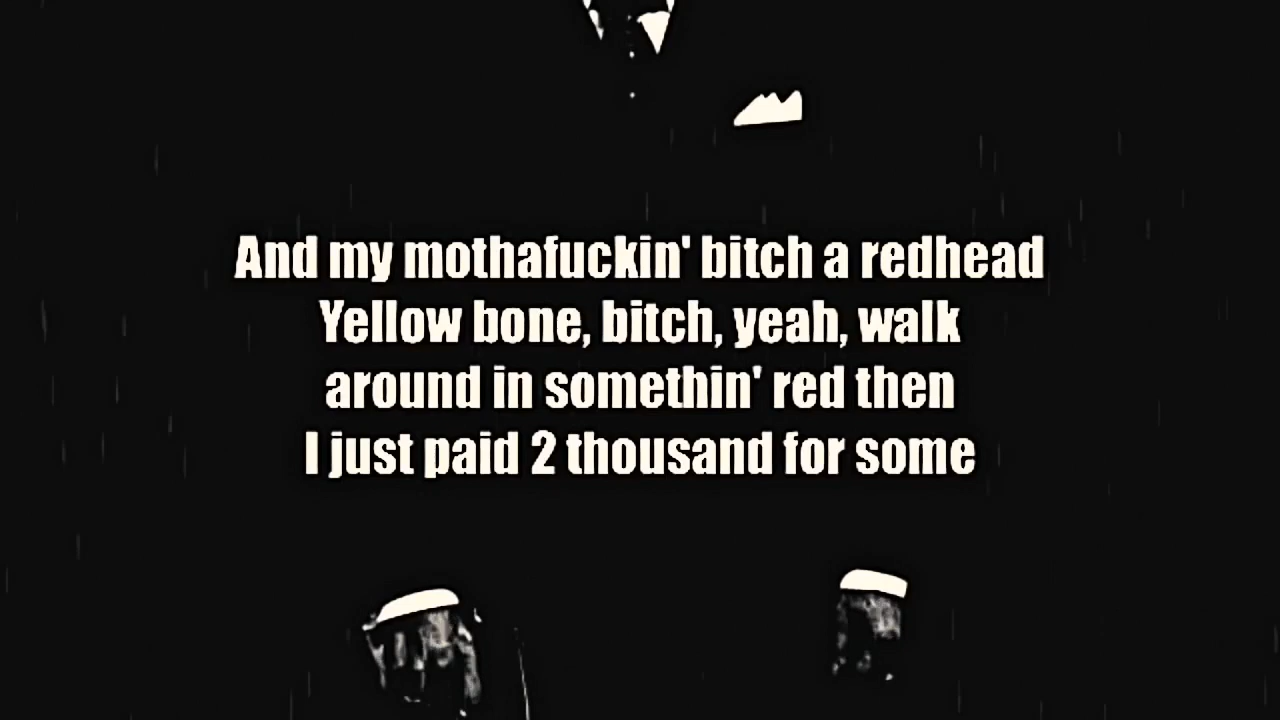 And my mothafuckin' bitch a redhead
Yellow bone, bitch, yeah, walk
around in somethin' red then
I just paid 2 thousand for some